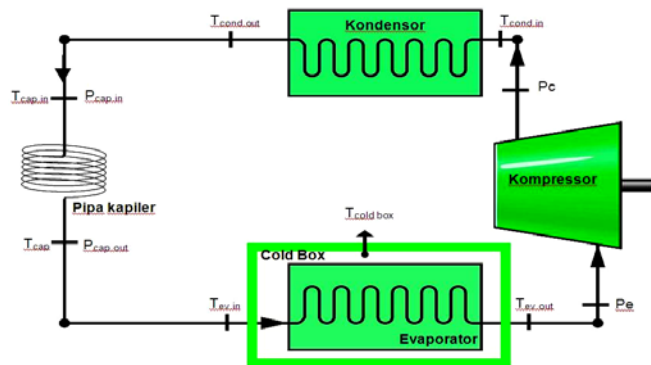 Tcond.out
Kondensor
Tcond.in
Tcap,in
Pcap,in
Pc
Kompressor
Pipa kapiler
Tcold box
Tcap
Pcap,out
Cold Box
Tev,in
Tev,out
Pe
Evaporator